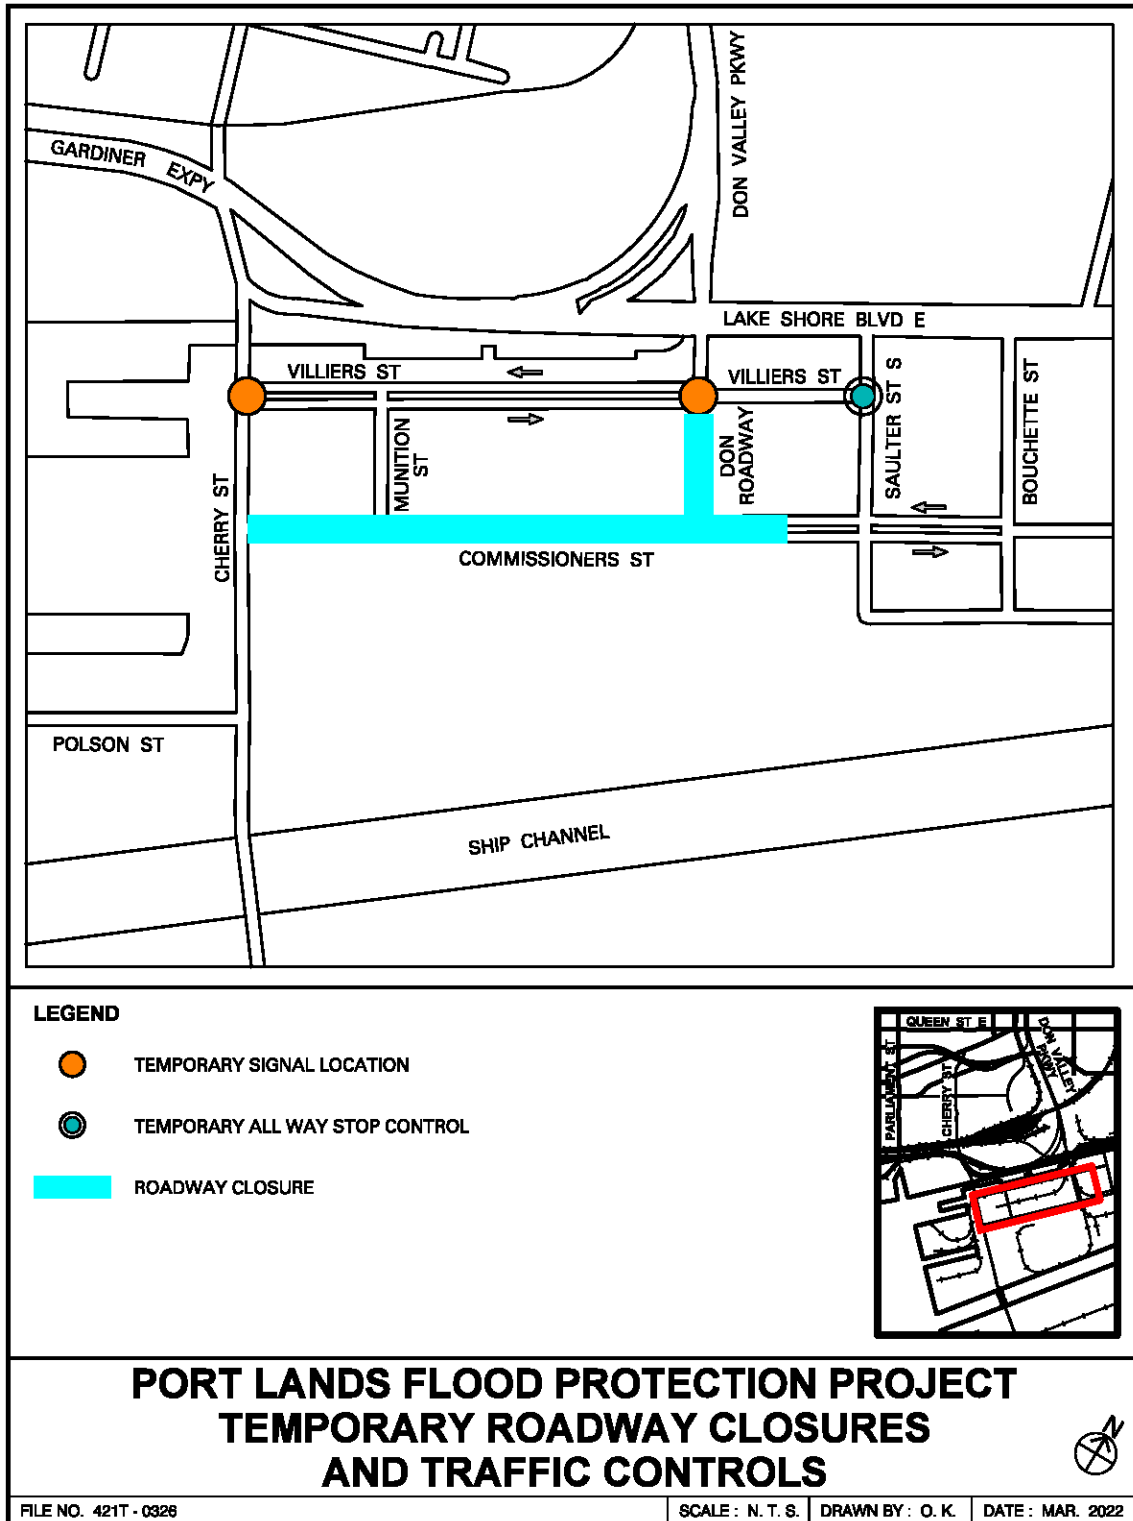 DON VALLEY PKWY
GARDINER EXPY
LAKE SHORE BLVD E
VILLIERS ST
VILLIERS ST
SAULTER ST S
BOUCHETTE ST
MUNITION
ST
DON
ROADWAY
CHERRY ST
COMMISSIONERS ST
POLSON ST
SHIP CHANNEL
LEGEND
TEMPORARY SIGNAL LOCATION
TEMPORARY ALL WAY STOP CONTROL
ROADWAY CLOSURE
QUEEN ST E
DON VALLEY
PKWY
PARLIAMENT ST
CHERRY ST
PORT LANDS FLOOD PROTECTION PROJECT
TEMPORARY ROADWAY CLOSURES
AND TRAFFIC CONTROLS
N
FILE NO. 421T - 0326
SCALE : N. T. S.
DRAWN BY : O. K.
DATE : MAR. 2022